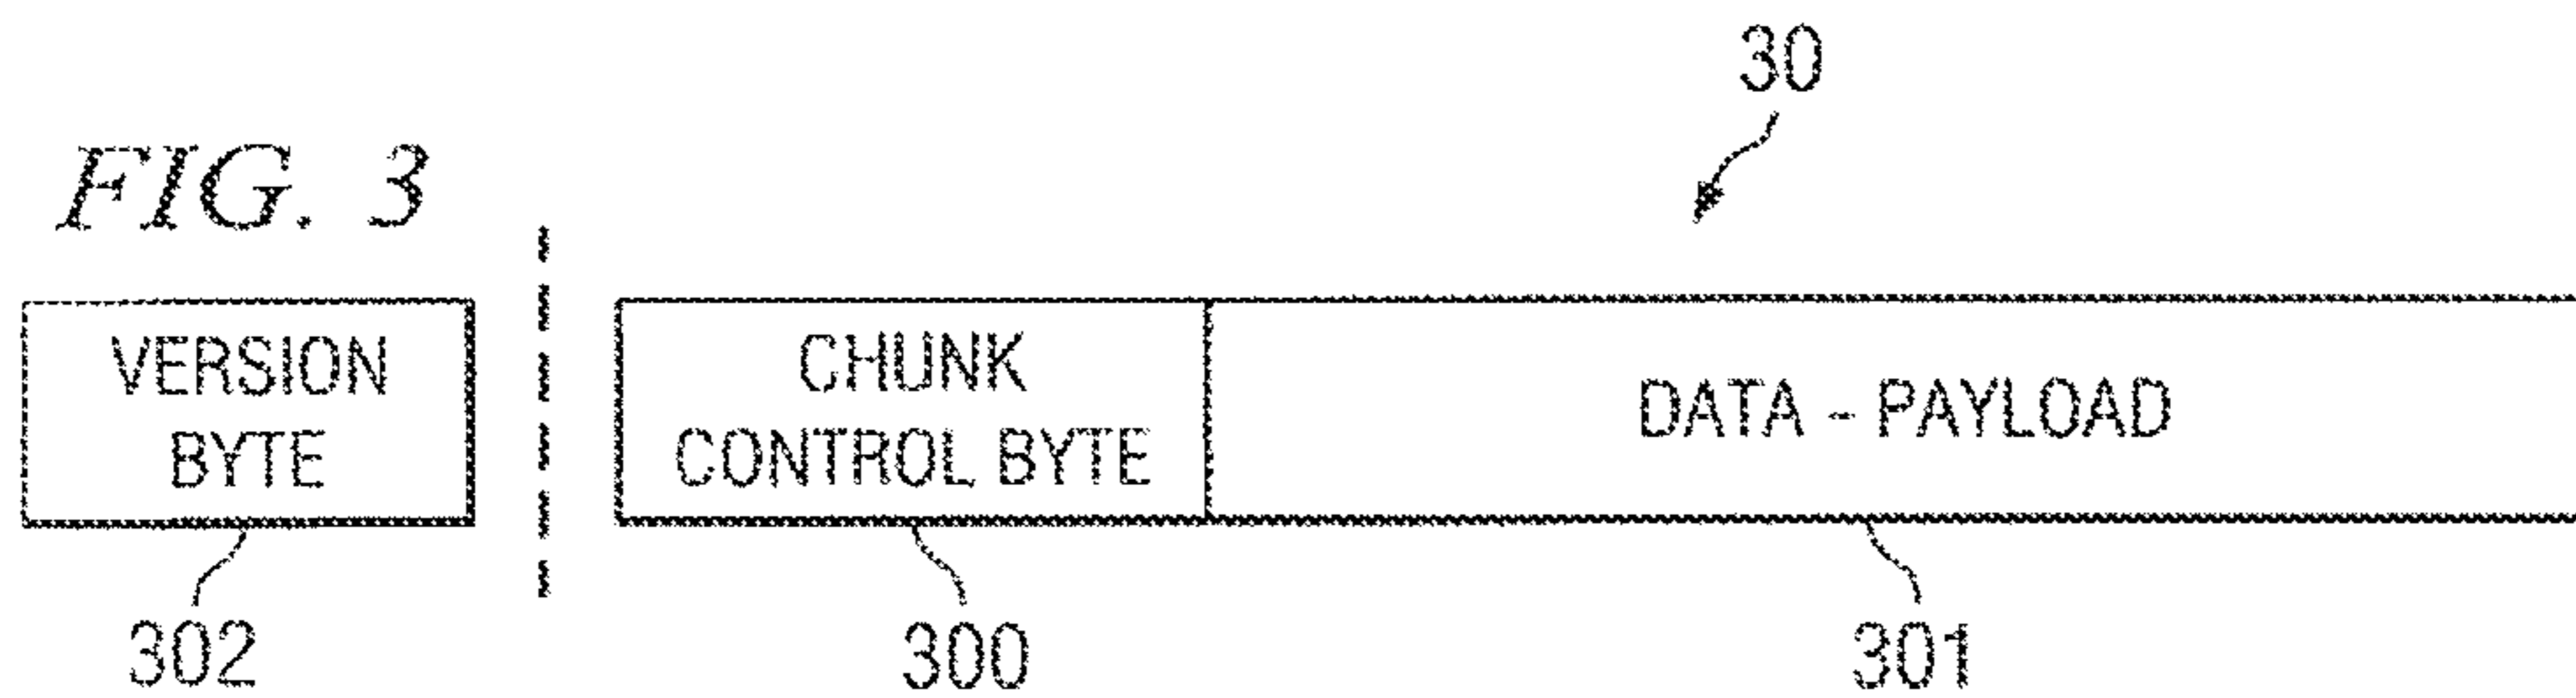 30
FIG. 3
VERSION
BYTE
CHUNK
CONTROL BYTE
DATA - PAYLOAD
302
300
301